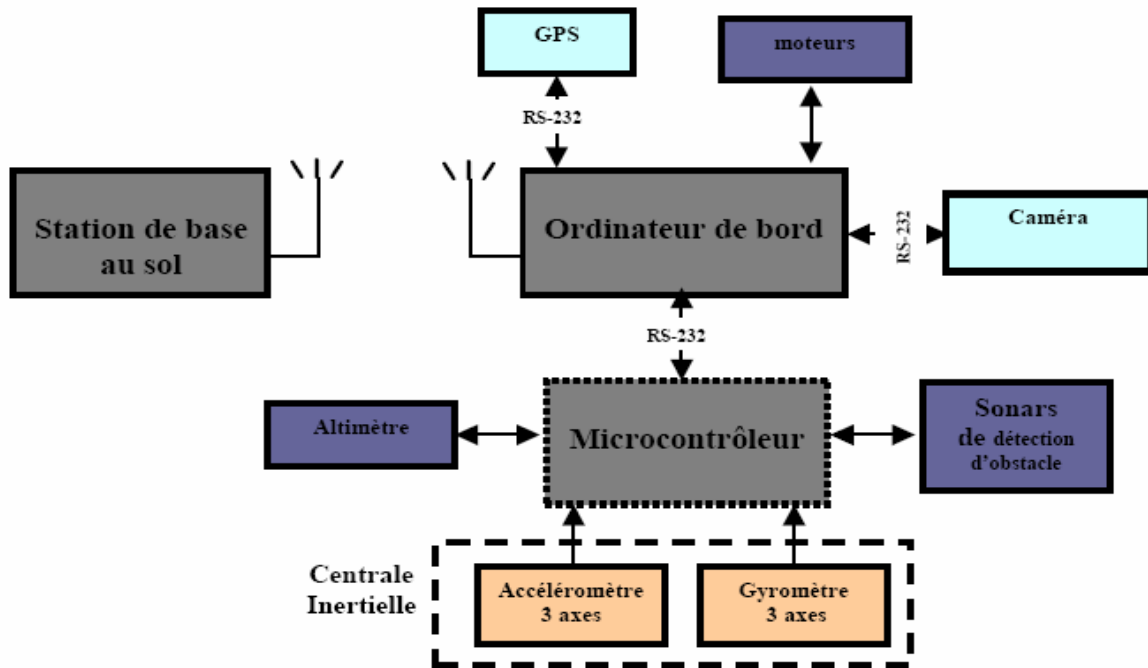 GPS
moteurs
RS-232
Station de base
au sol
Ordinateur de bord
RS-232
Caméra
RS-232
Altimètre
Microcontrôleur
Sonars
de détection
d'obstacle
Centrale
Inertielle
Accéléromètre
3 axes
Gyromètre
3 axes